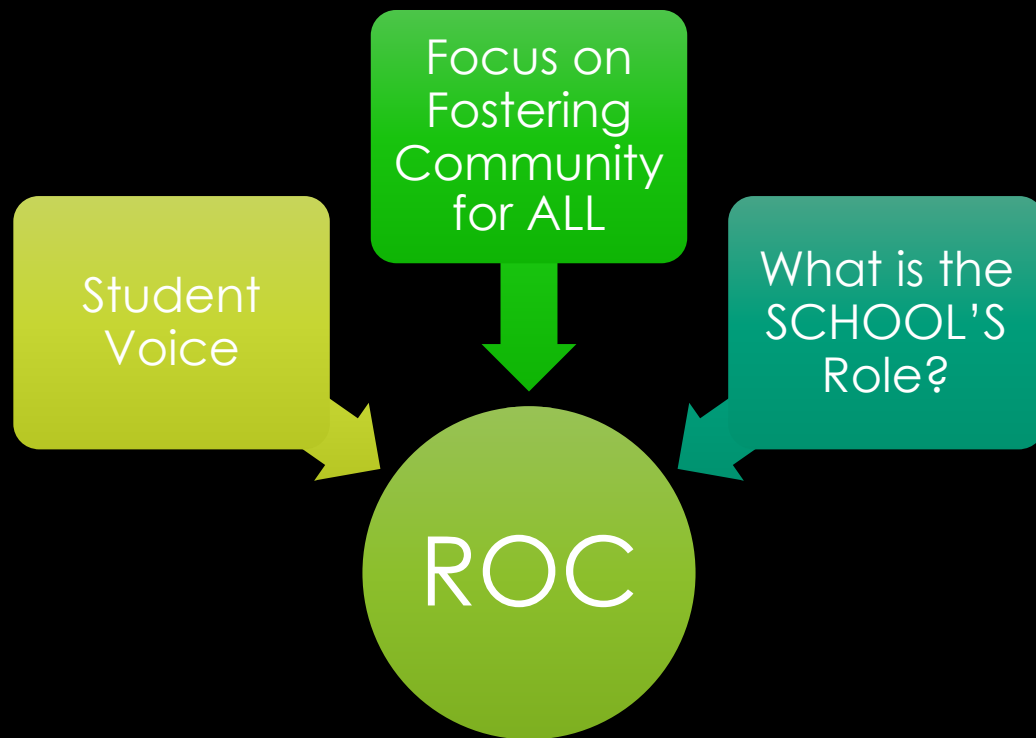 Focus on
Fostering
Community
for ALL
Student
Voice
What is the
SCHOOL’S
Role?
ROC